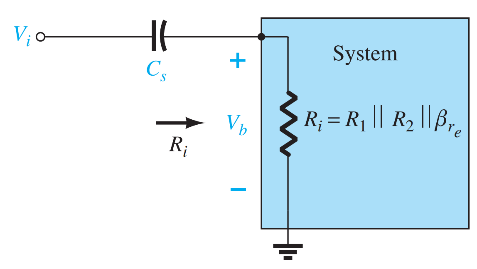 V_i
System
C_s
+
V_b
R_i = R_1 || R_2 || β_{r_e}
R_i
−